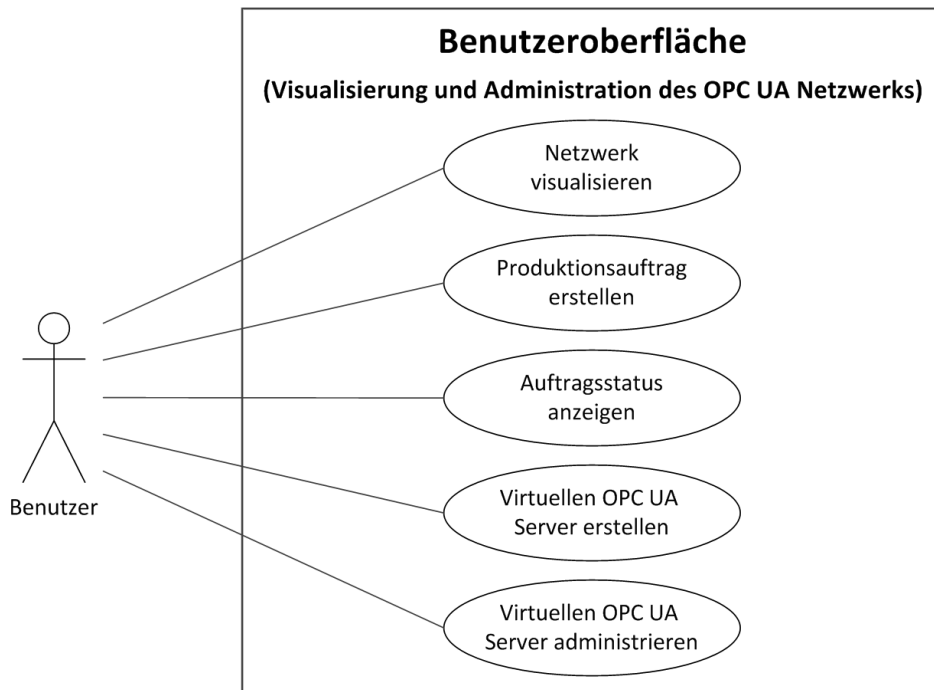 Benutzeroberfläche
(Visualisierung und Administration des OPC UA Netzwerks)
Netzwerk
visualisieren
Produktionsauftrag
erstellen
Auftragsstatus
anzeigen
Virtuellen OPC UA
Server erstellen
Virtuellen OPC UA
Server administrieren
Benutzer